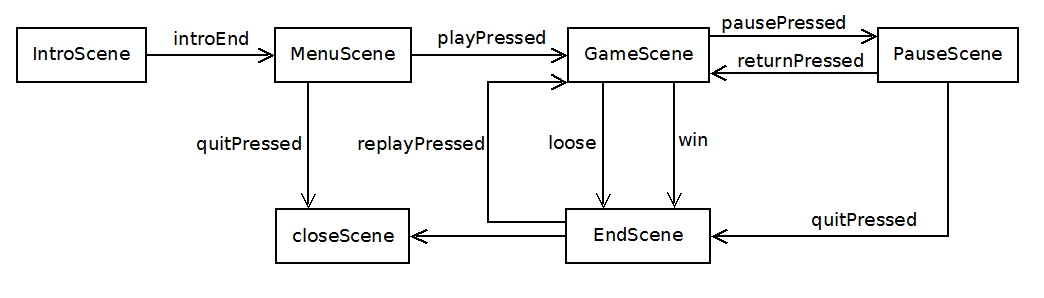 pausePressed
IntroScene
introEnd
MenuScene
playPressed
GameScene
PauseScene
returnPressed
quitPressed
replayPressed
loose
win
quitPressed
closeScene
EndScene